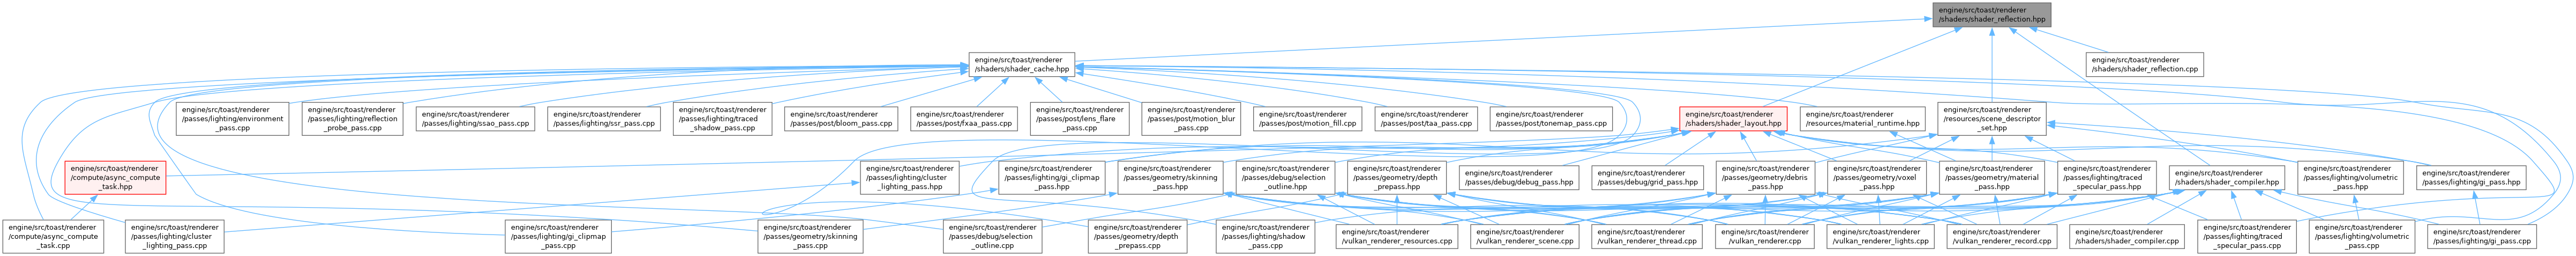 engine/src/toast/renderer
/shaders/shader_reflection.hpp
engine/src/toast/renderer
/shaders/shader_cache.hpp
engine/src/toast/renderer
/shaders/shader_reflection.cpp
engine/src/toast/renderer
/passes/lighting/environment
_pass.cpp
engine/src/toast/renderer
/passes/lighting/reflection
_probe_pass.cpp
engine/src/toast/renderer
/passes/lighting/ssao_pass.cpp
engine/src/toast/renderer
/passes/lighting/ssr_pass.cpp
engine/src/toast/renderer
/passes/lighting/traced
_shadow_pass.cpp
engine/src/toast/renderer
/passes/post/bloom_pass.cpp
engine/src/toast/renderer
/passes/post/fxaa_pass.cpp
engine/src/toast/renderer
/passes/post/lens_flare
_pass.cpp
engine/src/toast/renderer
/passes/post/motion_blur
_pass.cpp
engine/src/toast/renderer
/passes/post/motion_fill.cpp
engine/src/toast/renderer
/passes/post/taa_pass.cpp
engine/src/toast/renderer
/passes/post/tonemap_pass.cpp
engine/src/toast/renderer
/shaders/shader_layout.hpp
engine/src/toast/renderer
/resources/material_runtime.hpp
engine/src/toast/renderer
/resources/scene_descriptor
_set.hpp
engine/src/toast/renderer
/compute/async_compute
_task.hpp
engine/src/toast/renderer
/passes/lighting/cluster
_lighting_pass.hpp
engine/src/toast/renderer
/passes/lighting/gi_clipmap
_pass.hpp
engine/src/toast/renderer
/passes/geometry/skinning
_pass.hpp
engine/src/toast/renderer
/passes/debug/selection
_outline.hpp
engine/src/toast/renderer
/passes/geometry/depth
_prepass.hpp
engine/src/toast/renderer
/passes/debug/debug_pass.hpp
engine/src/toast/renderer
/passes/debug/grid_pass.hpp
engine/src/toast/renderer
/passes/geometry/debris
_pass.hpp
engine/src/toast/renderer
/passes/geometry/voxel
_pass.hpp
engine/src/toast/renderer
/passes/geometry/material
_pass.hpp
engine/src/toast/renderer
/passes/lighting/traced
_specular_pass.hpp
engine/src/toast/renderer
/shaders/shader_compiler.hpp
engine/src/toast/renderer
/passes/lighting/volumetric
_pass.hpp
engine/src/toast/renderer
/passes/lighting/gi_pass.hpp
engine/src/toast/renderer
/compute/async_compute
_task.cpp
engine/src/toast/renderer
/passes/lighting/cluster
_lighting_pass.cpp
engine/src/toast/renderer
/passes/lighting/gi_clipmap
_pass.cpp
engine/src/toast/renderer
/passes/geometry/skinning
_pass.cpp
engine/src/toast/renderer
/passes/debug/selection
_outline.cpp
engine/src/toast/renderer
/passes/geometry/depth
_prepass.cpp
engine/src/toast/renderer
/passes/lighting/shadow
_pass.cpp
engine/src/toast/renderer
/vulkan_renderer_resources.cpp
engine/src/toast/renderer
/vulkan_renderer_scene.cpp
engine/src/toast/renderer
/vulkan_renderer_thread.cpp
engine/src/toast/renderer
/vulkan_renderer.cpp
engine/src/toast/renderer
/vulkan_renderer_lights.cpp
engine/src/toast/renderer
/vulkan_renderer_record.cpp
engine/src/toast/renderer
/shaders/shader_compiler.cpp
engine/src/toast/renderer
/passes/lighting/traced
_specular_pass.cpp
engine/src/toast/renderer
/passes/lighting/volumetric
_pass.cpp
engine/src/toast/renderer
/passes/lighting/gi_pass.cpp